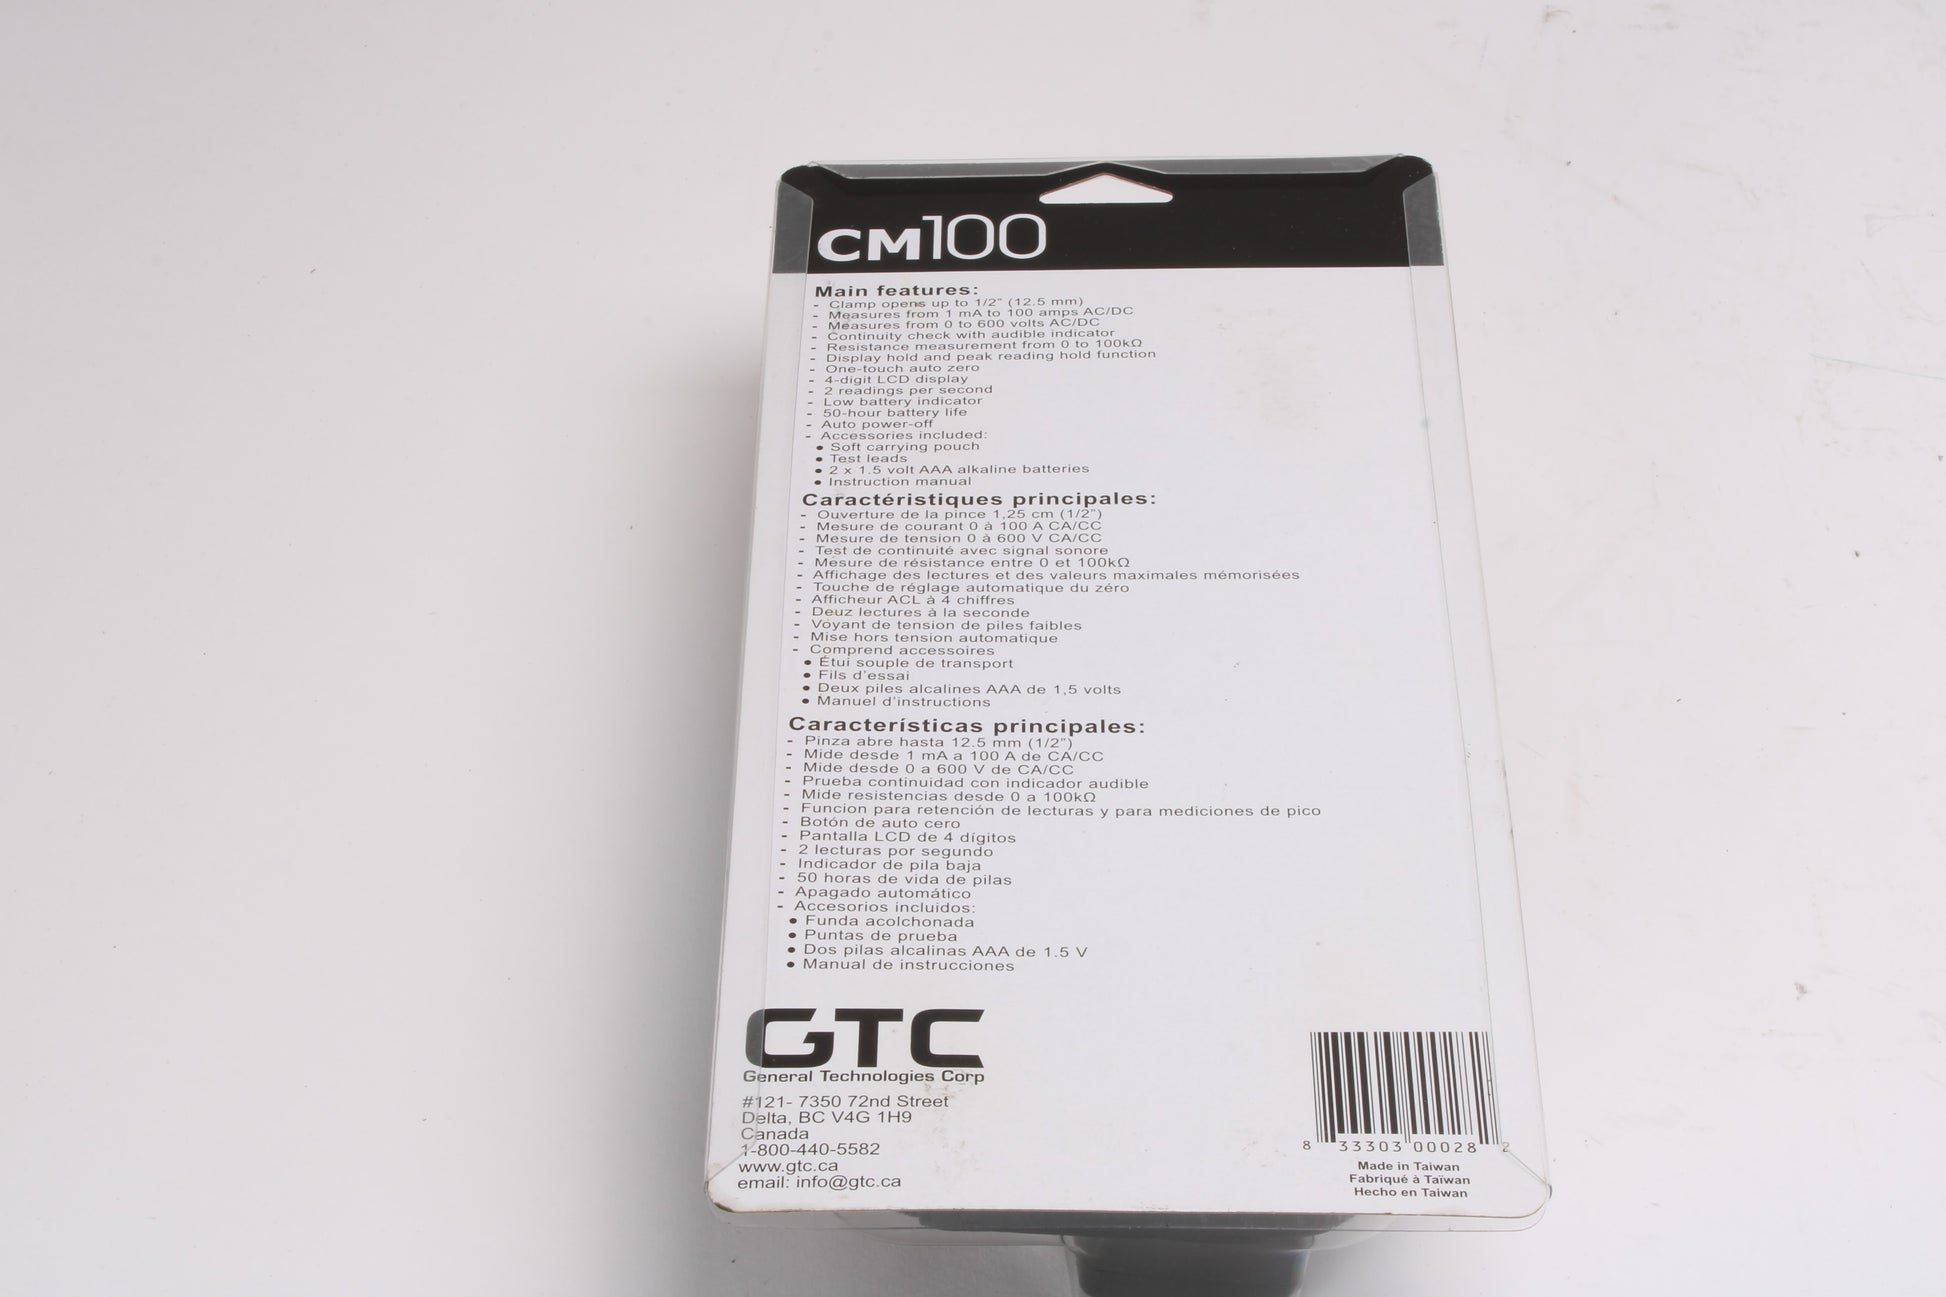 CM100
Main features:
- Clamp opens up to 1/2" (12.5 mm)
- Measures from 1 mA to 100 amps AC/DC
- Measures from 0 to 600 volts AC/DC
- Continuity check with audible indicator
- Resistance measurement from 0 to 100kΩ
- Display hold and peak reading hold function
- One-touch auto zero
- 4-digit LCD display
- 2 readings per second
- Low battery indicator
- 50-hour battery life
- Auto power-off
- Accessories included:
• Soft carrying pouch
• Test leads
• 2 x 1.5 volt AAA alkaline batteries
• Instruction manual
Caractéristiques principales:
- Ouverture de la pince 1,25 cm (1/2")
- Mesure de courant 0 à 100 A CA/CC
- Mesure de tension 0 à 600 V CA/CC
- Test de continuité avec signal sonore
- Mesure de résistance entre 0 et 100kΩ
- Affichage des lectures et des valeurs maximales mémorisées
- Touche de réglage automatique du zéro
- Afficheur ACL à 4 chiffres
- Deuz lectures à la seconde
- Voyant de tension de piles faibles
- Mise hors tension automatique
- Comprend accessoires
• Étui souple de transport
• Fils d'essai
• Deux piles alcalines AAA de 1,5 volts
• Manuel d'instructions
Características principales:
- Pinza abre hasta 12.5 mm (1/2")
- Mide desde 1 mA a 100 A de CA/CC
- Mide desde 0 a 600 V de CA/CC
- Prueba continuidad con indicador audible
- Mide resistencias desde 0 a 100kΩ
- Funcion para retención de lecturas y para mediciones de pico
- Botón de auto cero
- Pantalla LCD de 4 dígitos
- 2 lecturas por segundo
- Indicador de pila baja
- 50 horas de vida de pilas
- Apagado automático
- Accesorios incluidos:
• Funda acolchonada
• Puntas de prueba
• Dos pilas alcalinas AAA de 1.5 V
• Manual de instrucciones
GTC
General Technologies Corp
#121- 7350 72nd Street
Delta, BC V4G 1H9
Canada
1-800-440-5582
www.gtc.ca
email: info@gtc.ca
8 33303 00028 2
Made in Taiwan
Fabriqué à Taïwan
Hecho en Taiwan